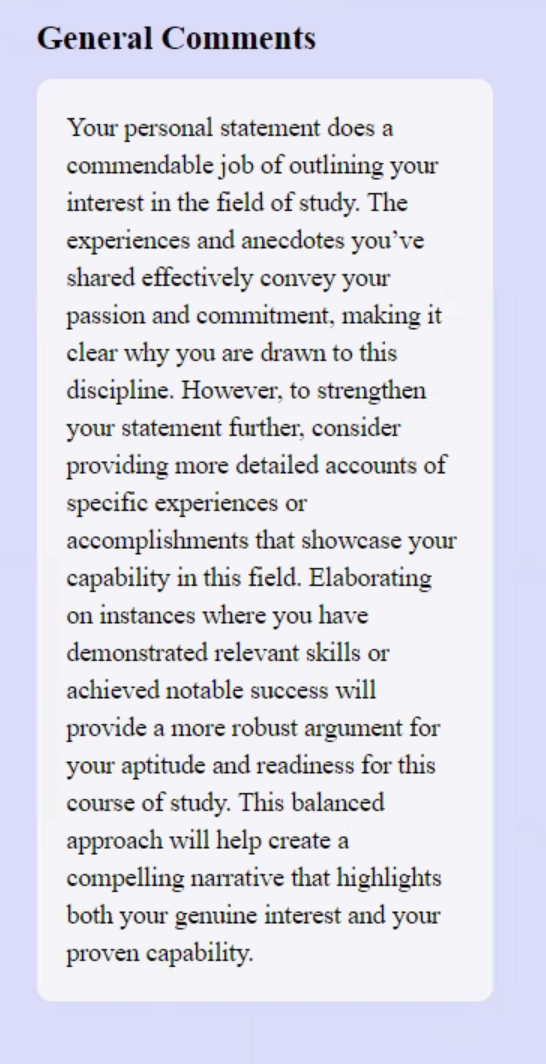 General Comments
Your personal statement does a
commendable job of outlining your
interest in the field of study. The
experiences and anecdotes you’ve
shared effectively convey your
passion and commitment, making it
clear why you are drawn to this
discipline. However, to strengthen
your statement further, consider
providing more detailed accounts of
specific experiences or
accomplishments that showcase your
capability in this field. Elaborating
on instances where you have
demonstrated relevant skills or
achieved notable success will
provide a more robust argument for
your aptitude and readiness for this
course of study. This balanced
approach will help create a
compelling narrative that highlights
both your genuine interest and your
proven capability.